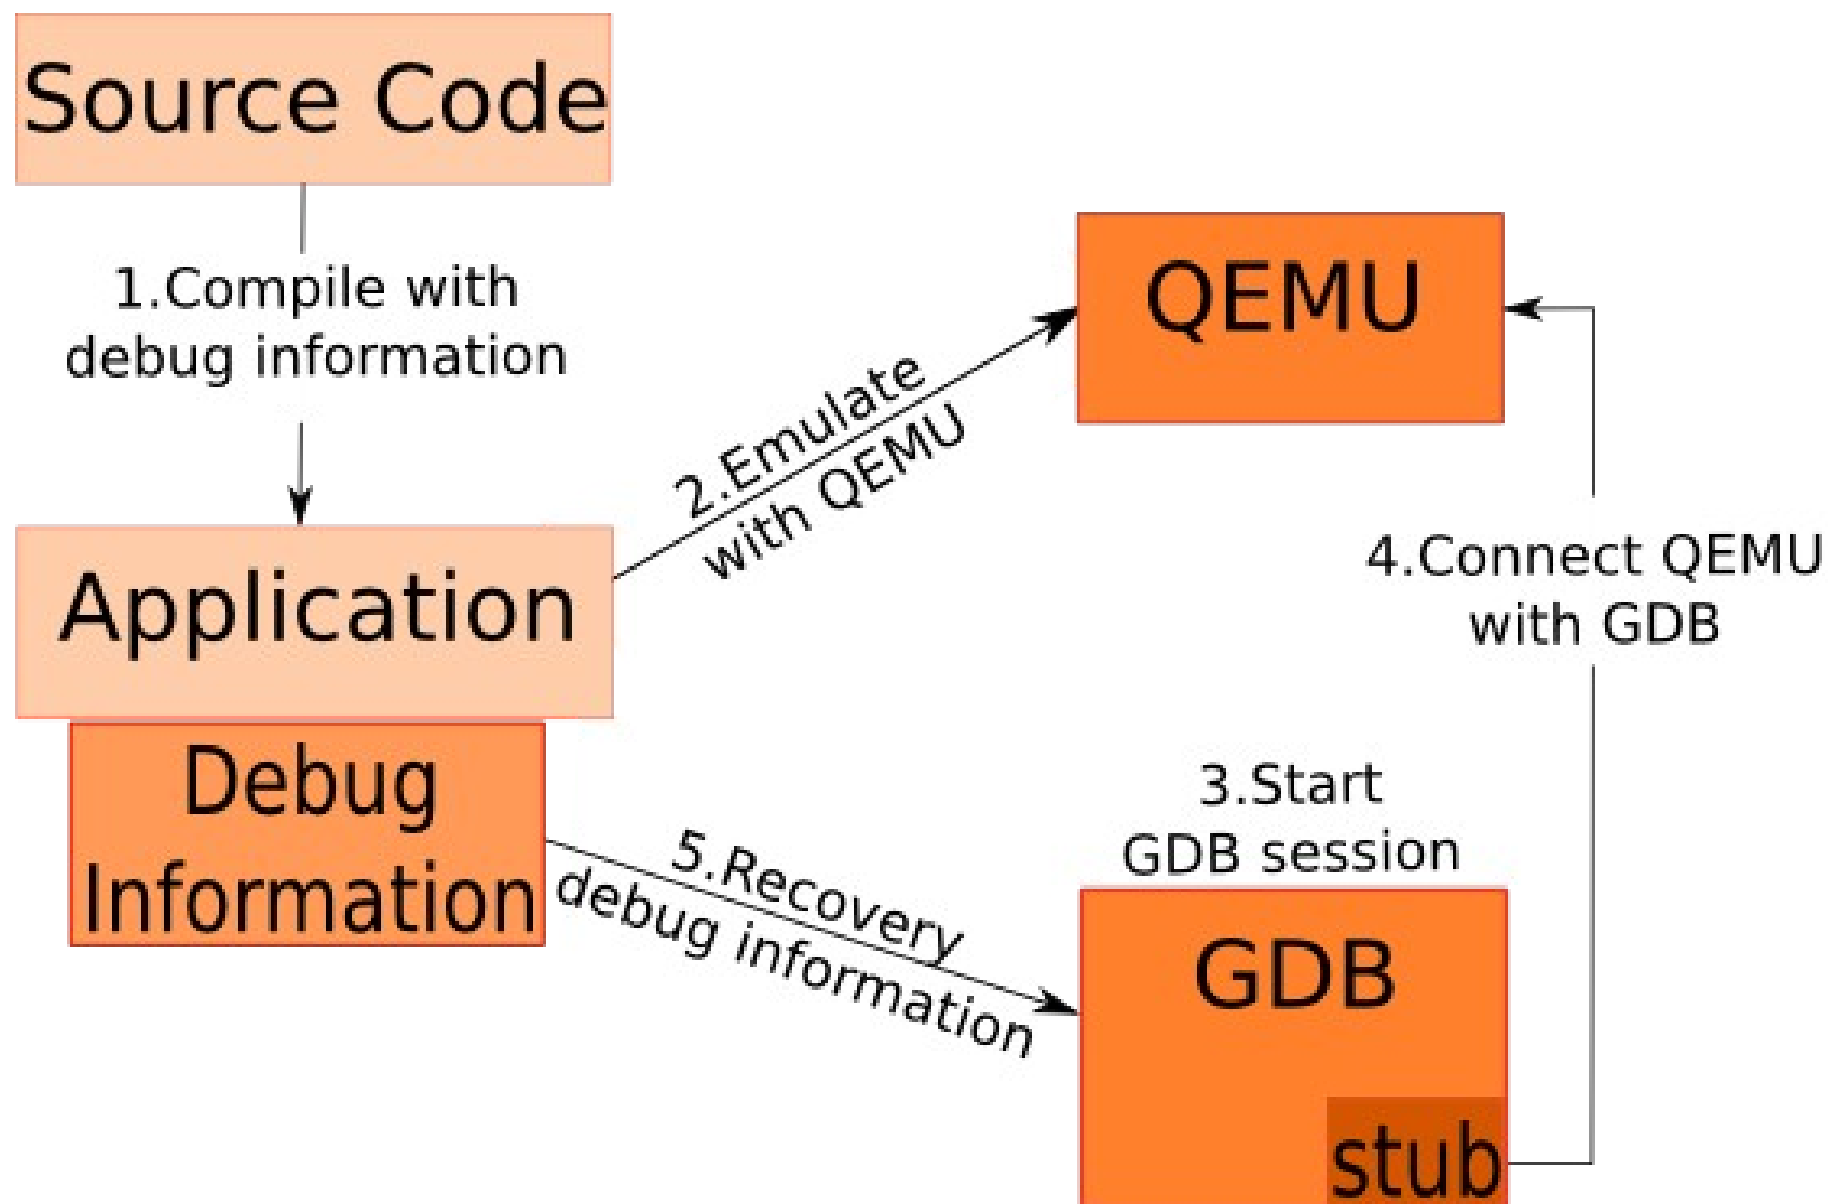 Source Code
1.Compile with
debug information
QEMU
2.Emulate
with QEMU
Application
4.Connect QEMU
with GDB
Debug
Information
3.Start
GDB session
5.Recovery
debug information
GDB
stub